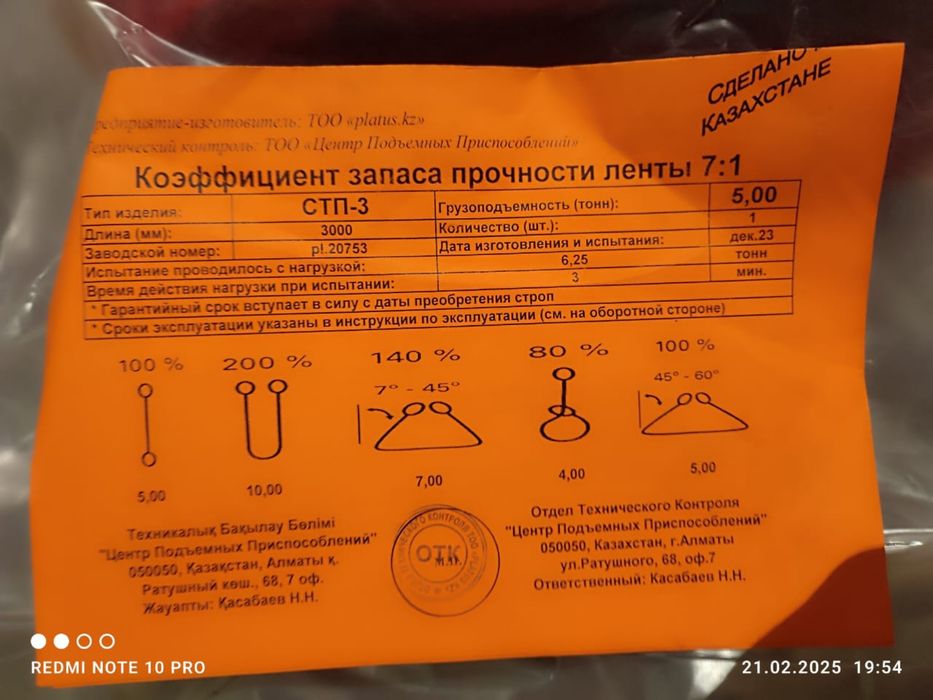 СДЕЛАНО
КАЗАХСТАНЕ
редприятие-изготовитель: ТОО «platus.kz»
Технический контроль: ТОО «Центр Подъемных Приспособлений»
Коэффициент запаса прочности ленты 7:1
Тип изделия: СТП-3 Грузоподъемность (тонн): 5,00
Длина (мм): 3000 Количество (шт.): 1
Заводской номер: pl.20753 Дата изготовления и испытания: дек.23
Испытание проводилось с нагрузкой: 6,25 тонн
Время действия нагрузки при испытании: 3 мин.
* Гарантийный срок вступает в силу с даты преобретения строп
* Сроки эксплуатации указаны в инструкции по эксплуатации (см. на оборотной стороне)
100 % 200 % 140 % 80 % 100 %
7° - 45° 45° - 60°
5,00 10,00 7,00 4,00 5,00
Техникалық Бақылау Бөлімі
"Центр Подъемных Приспособлений"
050050, Қазақстан, Алматы қ.
Ратушный көш., 68, 7 оф.
Жауапты: Қасабаев Н.Н.
ОТК
М.П.
Отдел Технического Контроля
"Центр Подъемных Приспособлений"
050050, Казахстан, г.Алматы
ул.Ратушного, 68, оф.7
Ответственный: Касабаев Н.Н.
REDMI NOTE 10 PRO
21.02.2025 19:54